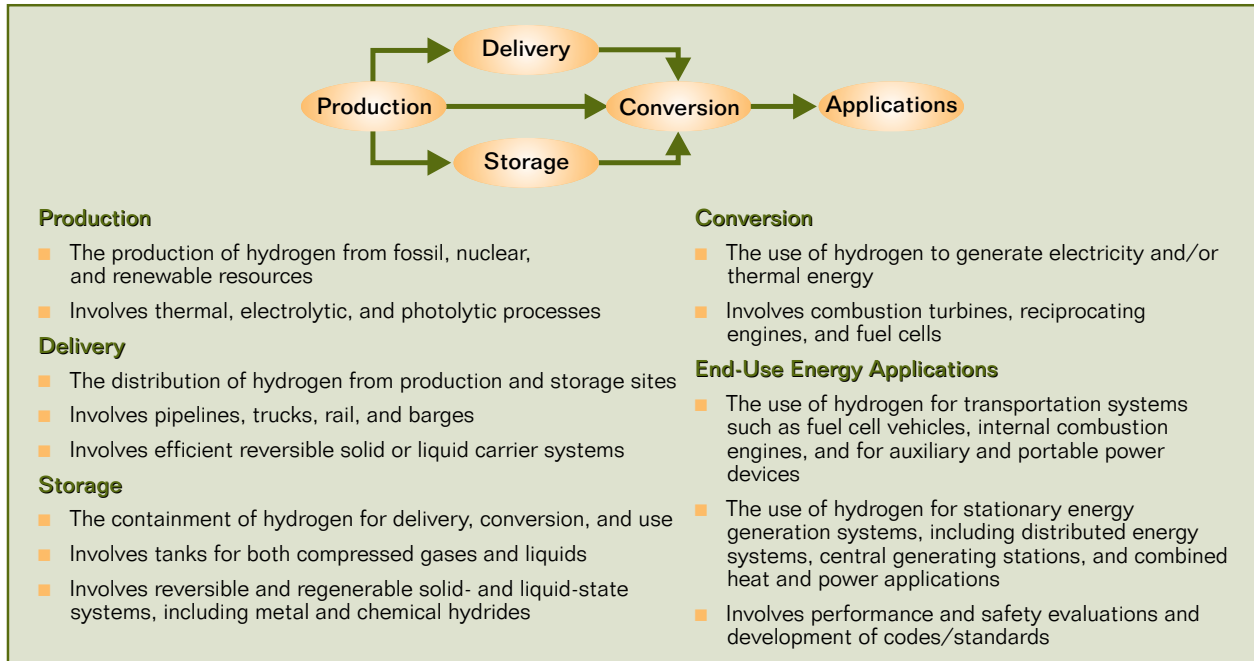 Delivery
Production
Conversion
Applications
Storage
Production
The production of hydrogen from fossil, nuclear,
and renewable resources
Involves thermal, electrolytic, and photolytic processes
Delivery
The distribution of hydrogen from production and storage sites
Involves pipelines, trucks, rail, and barges
Involves efficient reversible solid or liquid carrier systems
Storage
The containment of hydrogen for delivery, conversion, and use
Involves tanks for both compressed gases and liquids
Involves reversible and regenerable solid- and liquid-state
systems, including metal and chemical hydrides
Conversion
The use of hydrogen to generate electricity and/or
thermal energy
Involves combustion turbines, reciprocating
engines, and fuel cells
End-Use Energy Applications
The use of hydrogen for transportation systems
such as fuel cell vehicles, internal combustion
engines, and for auxiliary and portable power
devices
The use of hydrogen for stationary energy
generation systems, including distributed energy
systems, central generating stations, and combined
heat and power applications
Involves performance and safety evaluations and
development of codes/standards